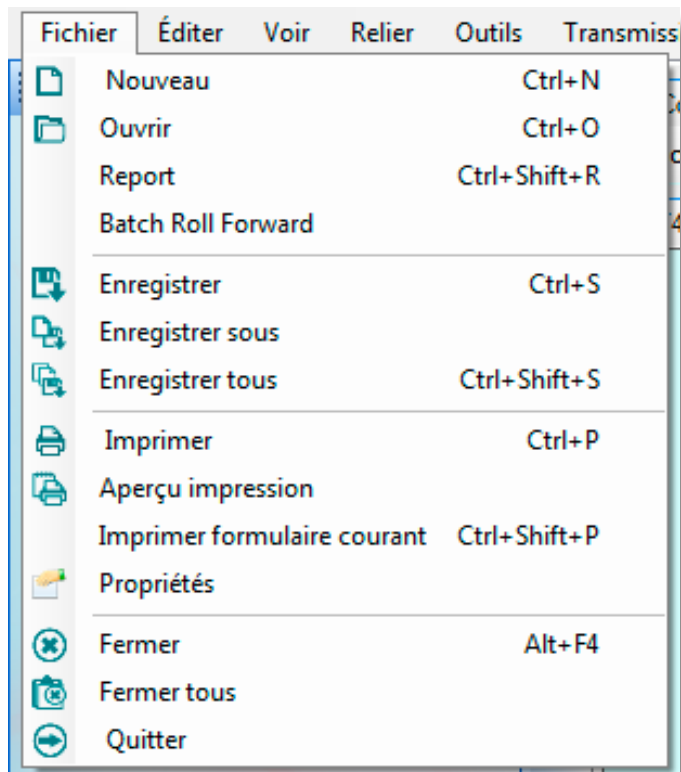 Fichier Éditer Voir Relier Outils Transmiss
Nouveau Ctrl+N
Ouvrir Ctrl+O
Report Ctrl+Shift+R
Batch Roll Forward
Enregistrer Ctrl+S
Enregistrer sous
Enregistrer tous Ctrl+Shift+S
Imprimer Ctrl+P
Aperçu impression
Imprimer formulaire courant Ctrl+Shift+P
Propriétés
Fermer Alt+F4
Fermer tous
Quitter